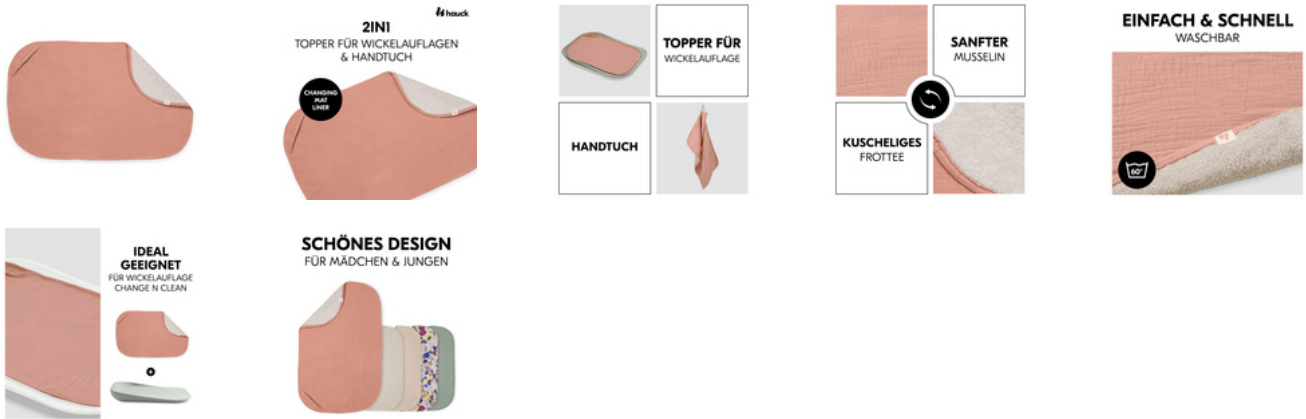 hauck
2IN1
TOPPER FÜR WICKELAUFLAGEN
& HANDTUCH
CHANGING
MAT
LINER
TOPPER FÜR
WICKELAUFLAGE
HANDTUCH
SANFTER
MUSSELIN
KUSCHELIGES
FROTTEE
EINFACH & SCHNELL
WASCHBAR
60°
IDEAL
GEEIGNET
FÜR WICKELAUFLAGE
CHANGE N CLEAN
SCHÖNES DESIGN
FÜR MÄDCHEN & JUNGEN